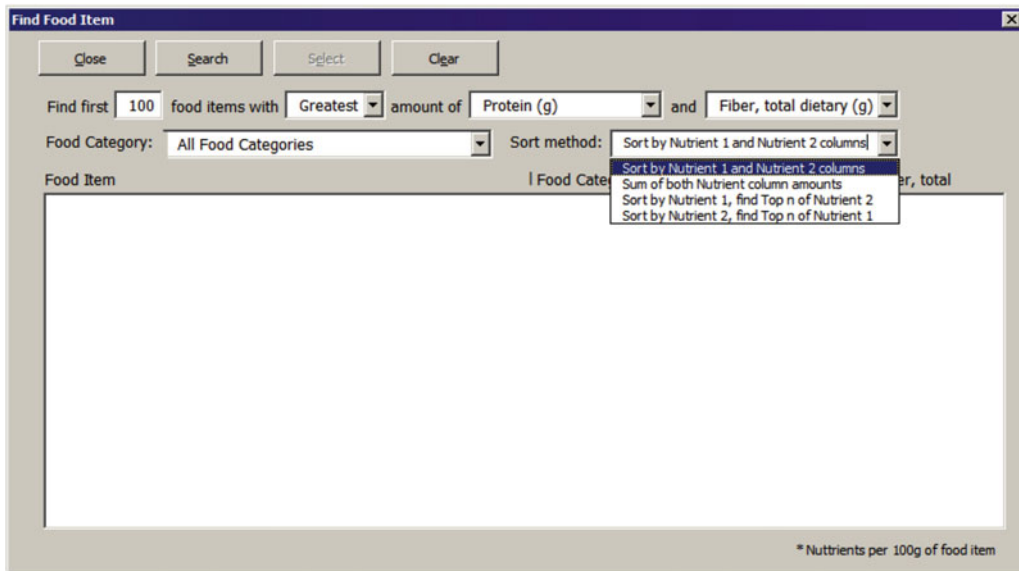 Find Food Item
Close Search Select Clear
Find first 100 food items with Greatest amount of Protein (g) and Fiber, total dietary (g)
Food Category: All Food Categories Sort method: Sort by Nutrient 1 and Nutrient 2 columns
Sort by Nutrient 1 and Nutrient 2 columns
Food Item | Food Cate er, total
Sum of both Nutrient column amounts
Sort by Nutrient 1, find Top n of Nutrient 2
Sort by Nutrient 2, find Top n of Nutrient 1
* Nuttrients per 100g of food item